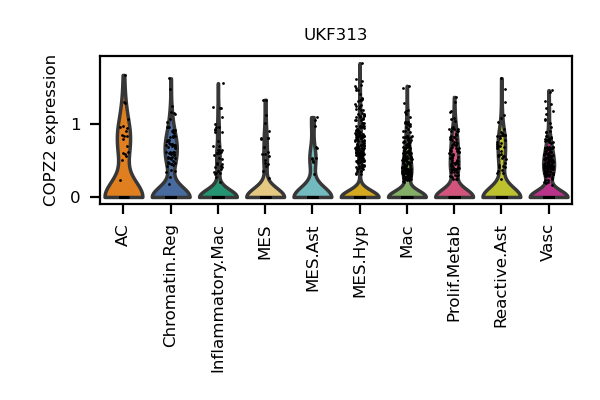 UKF313
COPZ2 expression
1
0
AC
Chromatin.Reg
Inflammatory.Mac
MES
MES.Ast
MES.Hyp
Mac
Prolif.Metab
Reactive.Ast
Vasc